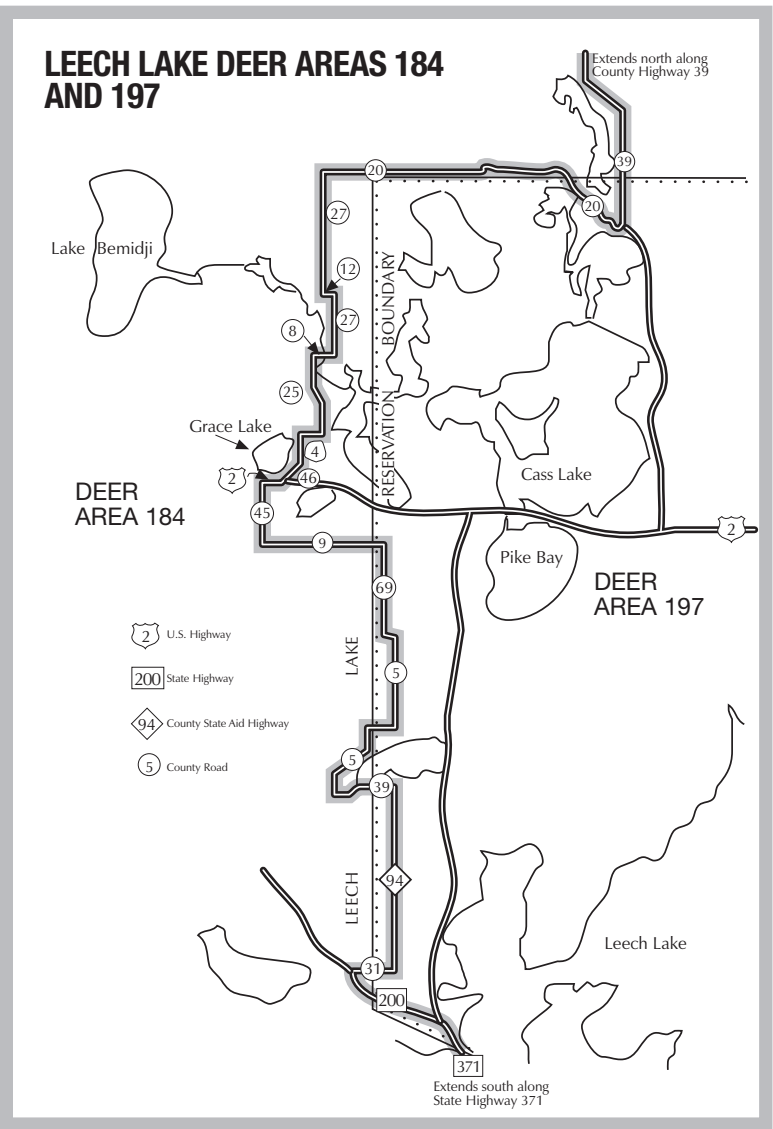 LEECH LAKE DEER AREAS 184
AND 197
Extends north along
County Highway 39
39
20
20
27
Lake Bemidji
12
27
8
25
BOUNDARY
RESERVATION
Grace Lake
4
2
46
Cass Lake
DEER
AREA 184
45
2
9
Pike Bay
DEER
AREA 197
69
2 U.S. Highway
LAKE
5
200 State Highway
94 County State Aid Highway
5 County Road
5
39
94
LEECH
Leech Lake
31
200
371
Extends south along
State Highway 371